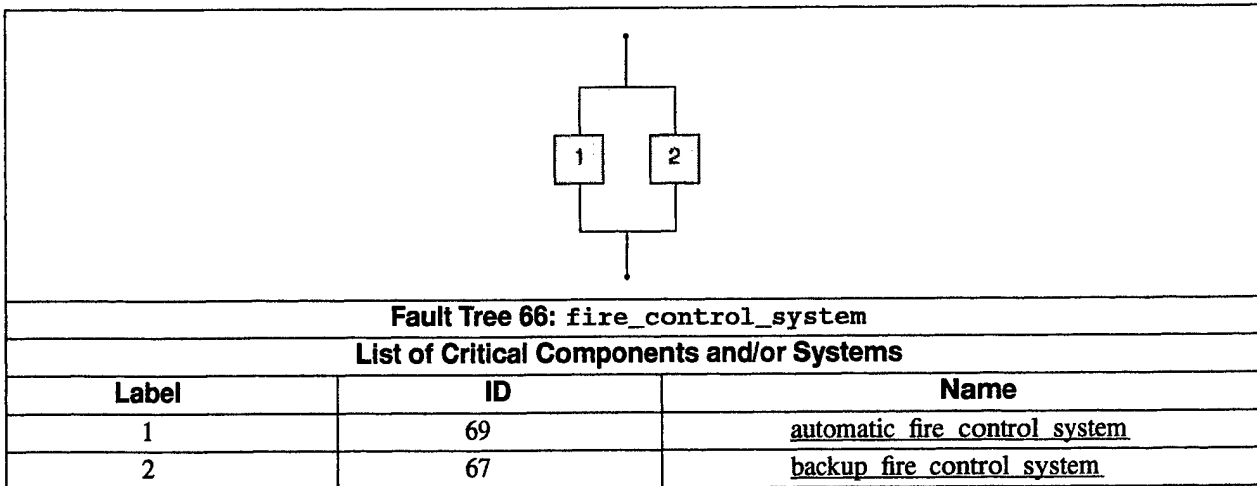 1 2
Fault Tree 66: fire_control_system
List of Critical Components and/or Systems
Label ID Name
1 69 automatic fire control system
2 67 backup fire control system